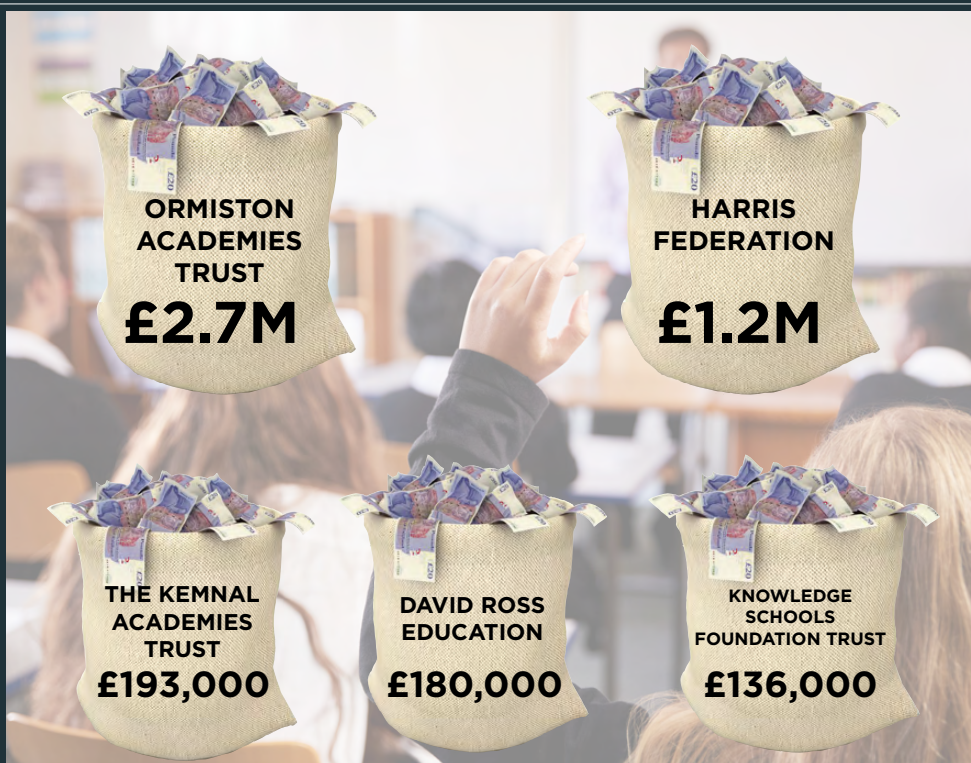 ORMISTON
ACADEMIES
TRUST
£2.7M
HARRIS
FEDERATION
£1.2M
THE KEMNAL
ACADEMIES
TRUST
£193,000
DAVID ROSS
EDUCATION
£180,000
KNOWLEDGE
SCHOOLS
FOUNDATION TRUST
£136,000